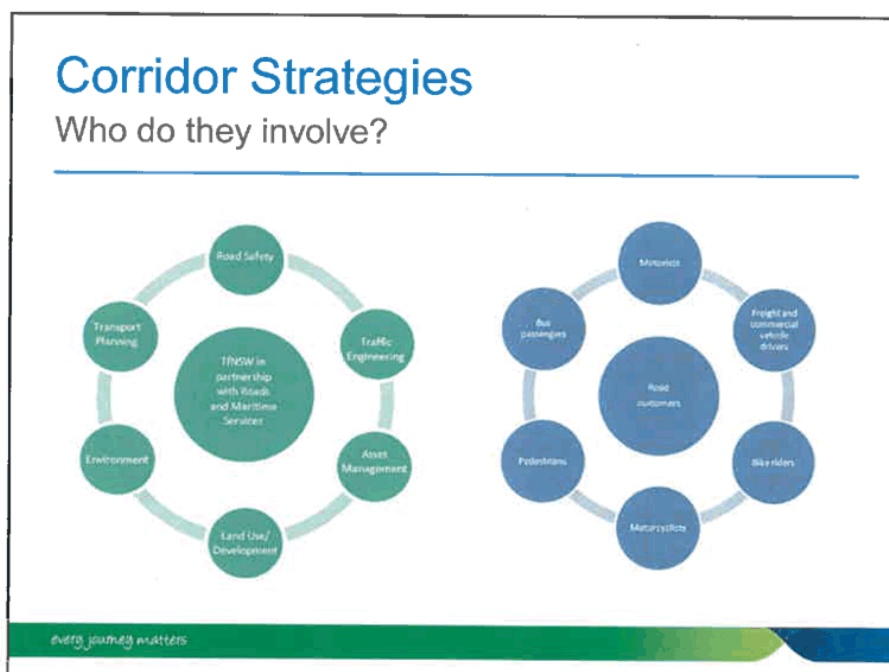 Corridor Strategies
Who do they involve?
Road Safety
Traffic
Engineering
Asset
Management
Land Use/
Development
Environment
Transport
Planning
TfNSW in
partnership
with Roads
and Maritime
Services
Motorists
Freight and
commercial
vehicle
drivers
Bike riders
Motorcyclists
Pedestrians
Bus
passengers
Road
customers
every journey matters